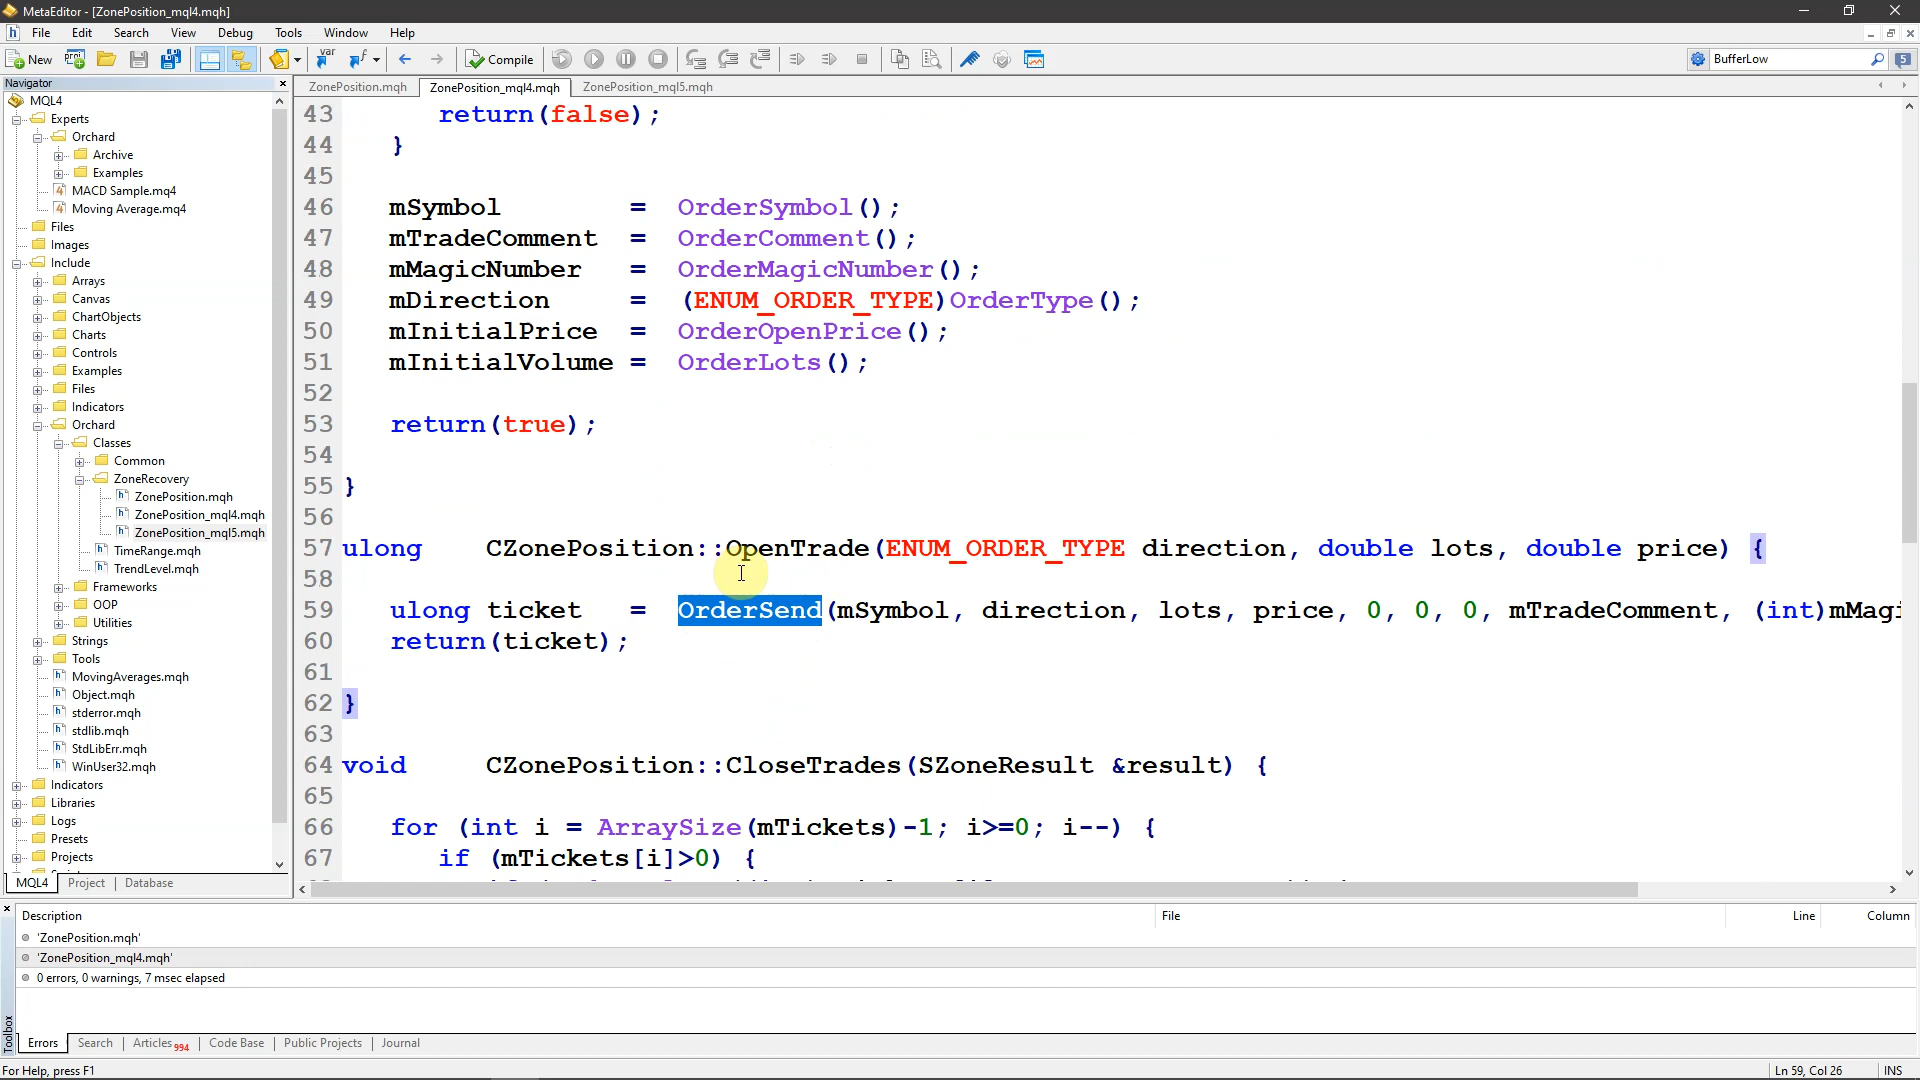 MetaEditor - [ZonePosition_mql4.mqh]
File Edit Search View Debug Tools Window Help
New Compile BufferLow 5
Navigator
MQL4
Experts
Orchard
Archive
Examples
MACD Sample.mq4
Moving Average.mq4
Files
Images
Include
Arrays
Canvas
ChartObjects
Charts
Controls
Examples
Files
Indicators
Orchard
Classes
Common
ZoneRecovery
ZonePosition.mqh
ZonePosition_mql4.mqh
ZonePosition_mql5.mqh
TimeRange.mqh
TrendLevel.mqh
Frameworks
OOP
Utilities
Strings
Tools
MovingAverages.mqh
Object.mqh
stderror.mqh
stdlib.mqh
StdLibErr.mqh
WinUser32.mqh
Indicators
Libraries
Logs
Presets
Projects
MQL4 Project Database
ZonePosition.mqh ZonePosition_mql4.mqh ZonePosition_mql5.mqh
43 return(false);
44 }
45
46 mSymbol = OrderSymbol();
47 mTradeComment = OrderComment();
48 mMagicNumber = OrderMagicNumber();
49 mDirection = (ENUM_ORDER_TYPE)OrderType();
50 mInitialPrice = OrderOpenPrice();
51 mInitialVolume = OrderLots();
52
53 return(true);
54
55 }
56
57 ulong CZonePosition::OpenTrade(ENUM_ORDER_TYPE direction, double lots, double price) {
58
59 ulong ticket = OrderSend(mSymbol, direction, lots, price, 0, 0, 0, mTradeComment, (int)mMagi
60 return(ticket);
61
62 }
63
64 void CZonePosition::CloseTrades(SZoneResult &result) {
65
66 for (int i = ArraySize(mTickets)-1; i>=0; i--) {
67 if (mTickets[i]>0) {
Toolbox
Description File Line Column
'ZonePosition.mqh'
'ZonePosition_mql4.mqh'
0 errors, 0 warnings, 7 msec elapsed
Errors Search Articles 994 Code Base Public Projects Journal
For Help, press F1 Ln 59, Col 26 INS